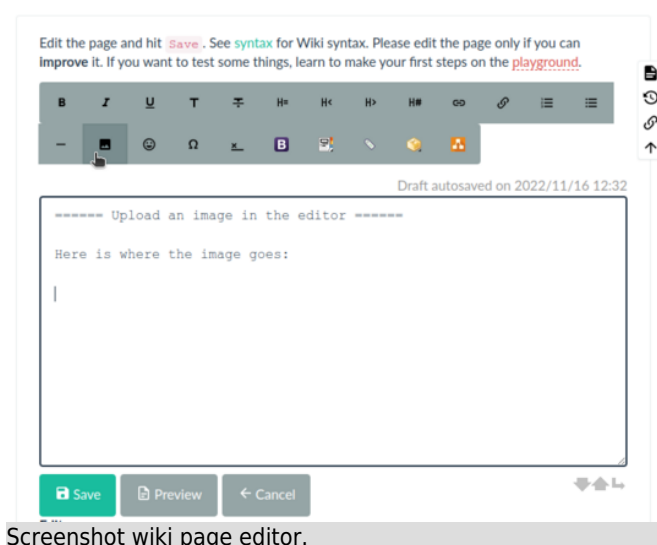 Edit the page and hit Save . See syntax for Wiki syntax. Please edit the page only if you can
improve it. If you want to test some things, learn to make your first steps on the playground.
B I U T T H= H< H> H#
Ω x B
Draft autosaved on 2022/11/16 12:32
====== Upload an image in the editor ======
Here is where the image goes:
Save Preview ← Cancel
Screenshot wiki page editor.